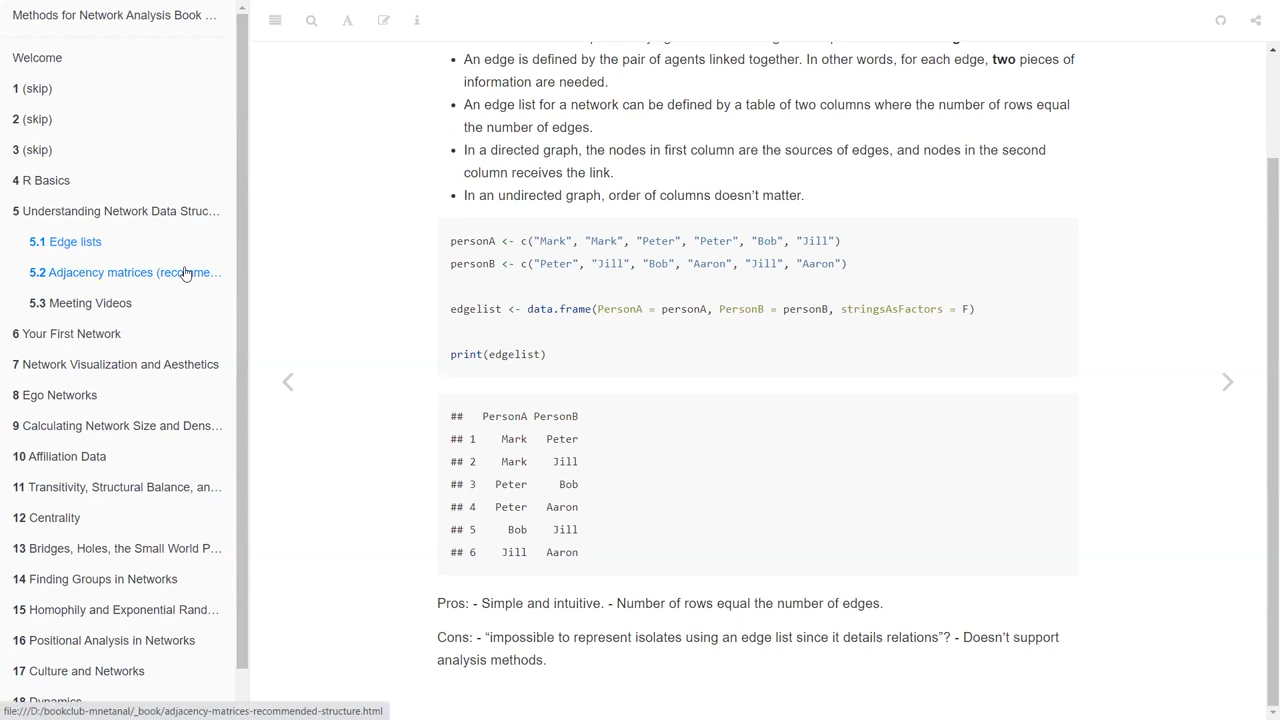 Methods for Network Analysis Book ...
Welcome
1 (skip)
2 (skip)
3 (skip)
4 R Basics
5 Understanding Network Data Struc...
5.1 Edge lists
5.2 Adjacency matrices (recomme...
5.3 Meeting Videos
6 Your First Network
7 Network Visualization and Aesthetics
8 Ego Networks
9 Calculating Network Size and Dens...
10 Affiliation Data
11 Transitivity, Structural Balance, an...
12 Centrality
13 Bridges, Holes, the Small World P...
14 Finding Groups in Networks
15 Homophily and Exponential Rand...
16 Positional Analysis in Networks
17 Culture and Networks
18 Dynamics
file:///D:/bookclub-mnetanal/_book/adjacency-matrices-recommended-structure.html
• An edge is defined by the pair of agents linked together. In other words, for each edge, two pieces of
information are needed.
• An edge list for a network can be defined by a table of two columns where the number of rows equal
the number of edges.
• In a directed graph, the nodes in first column are the sources of edges, and nodes in the second
column receives the link.
• In an undirected graph, order of columns doesn't matter.
personA <- c("Mark", "Mark", "Peter", "Peter", "Bob", "Jill")
personB <- c("Peter", "Jill", "Bob", "Aaron", "Jill", "Aaron")
edgelist <- data.frame(PersonA = personA, PersonB = personB, stringsAsFactors = F)
print(edgelist)
##   PersonA PersonB
## 1    Mark   Peter
## 2    Mark    Jill
## 3   Peter     Bob
## 4   Peter   Aaron
## 5     Bob    Jill
## 6    Jill   Aaron
Pros: - Simple and intuitive. - Number of rows equal the number of edges.
Cons: - “impossible to represent isolates using an edge list since it details relations”? - Doesn't support
analysis methods.